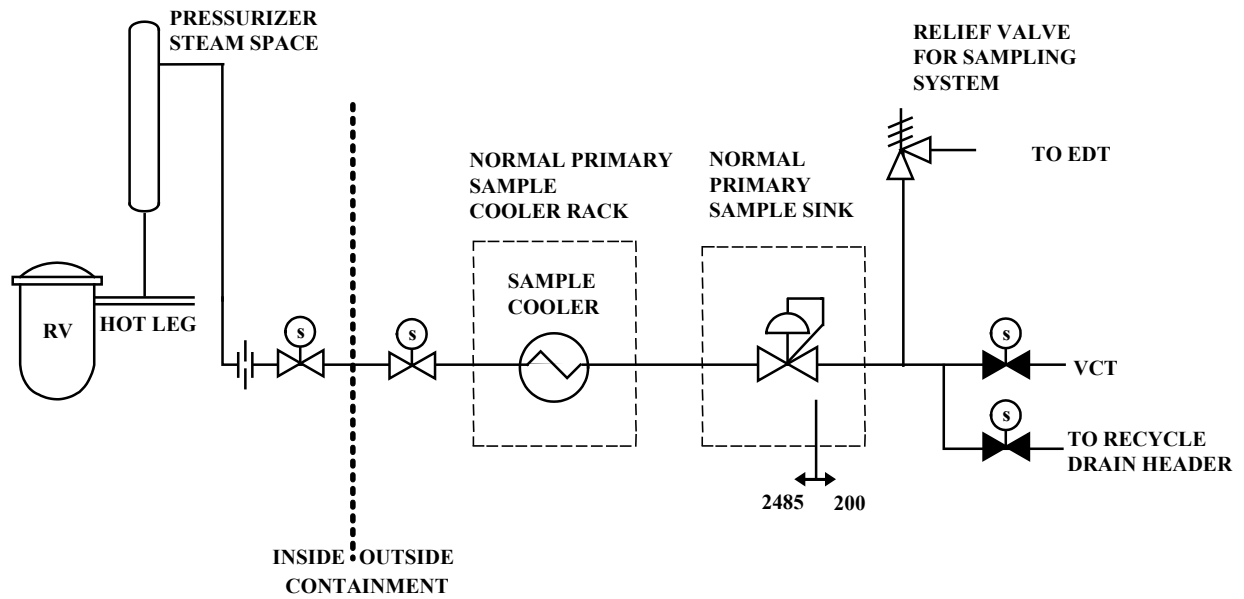 PRESSURIZER
STEAM SPACE
RELIEF VALVE
FOR SAMPLING
SYSTEM
TO EDT
NORMAL PRIMARY
SAMPLE
COOLER RACK
NORMAL
PRIMARY
SAMPLE SINK
SAMPLE
COOLER
RV
HOT LEG
s
s
s
VCT
s
TO RECYCLE
DRAIN HEADER
2485
200
INSIDE OUTSIDE
CONTAINMENT